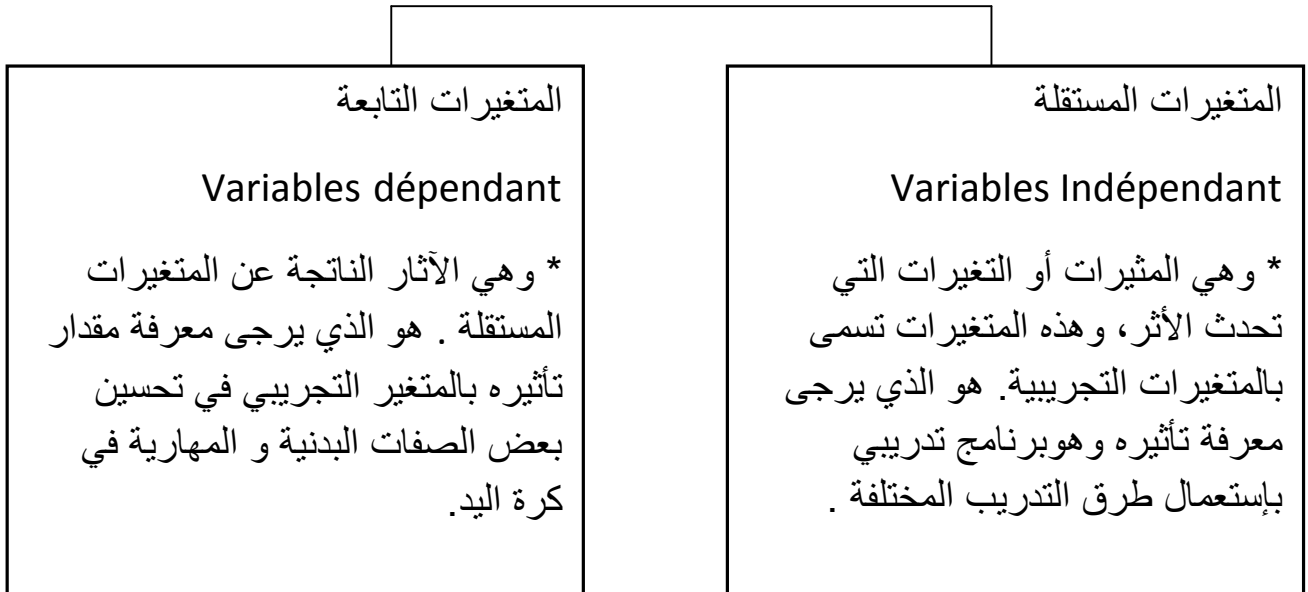 المتغيرات المستقلة
Variables Indépendant
* وهي المثيرات أو التغيرات التي
تحدث الأثر، وهذه المتغيرات تسمى
بالمتغيرات التجريبية. هو الذي يرجى
معرفة تأثيره وهوبرنامج تدريبي
بإستعمال طرق التدريب المختلفة .
المتغيرات التابعة
Variables dépendant
* وهي الآثار الناتجة عن المتغيرات
المستقلة . هو الذي يرجى معرفة مقدار
تأثيره بالمتغير التجريبي في تحسين
بعض الصفات البدنية و المهارية في
كرة اليد.